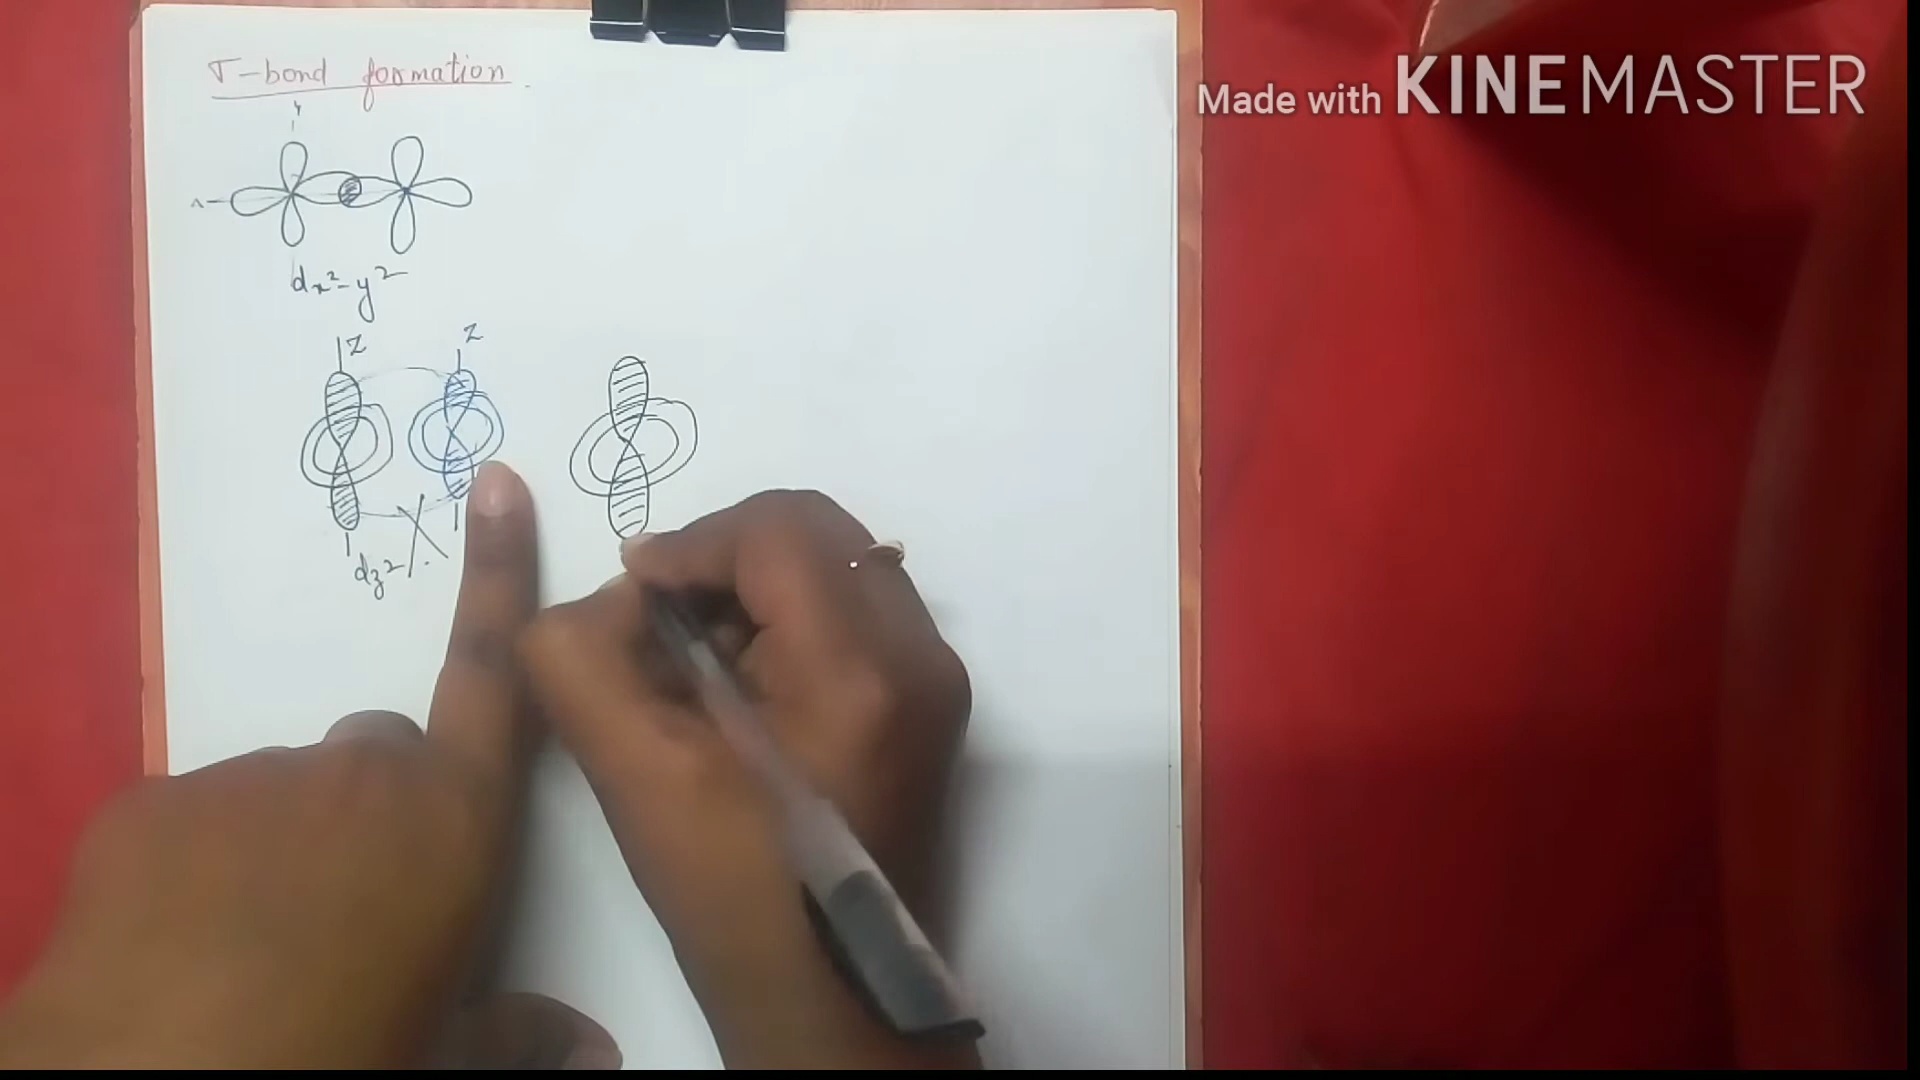 σ-bond formation
Made with KINEMASTER
y
x
dx²-y²
Z Z
dz²